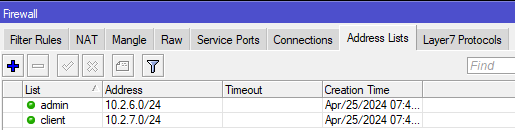 Firewall
Filter Rules NAT Mangle Raw Service Ports Connections Address Lists Layer7 Protocols
Find
List Address Timeout Creation Time
admin 10.2.6.0/24 Apr/25/2024 07:4...
client 10.2.7.0/24 Apr/25/2024 07:4...